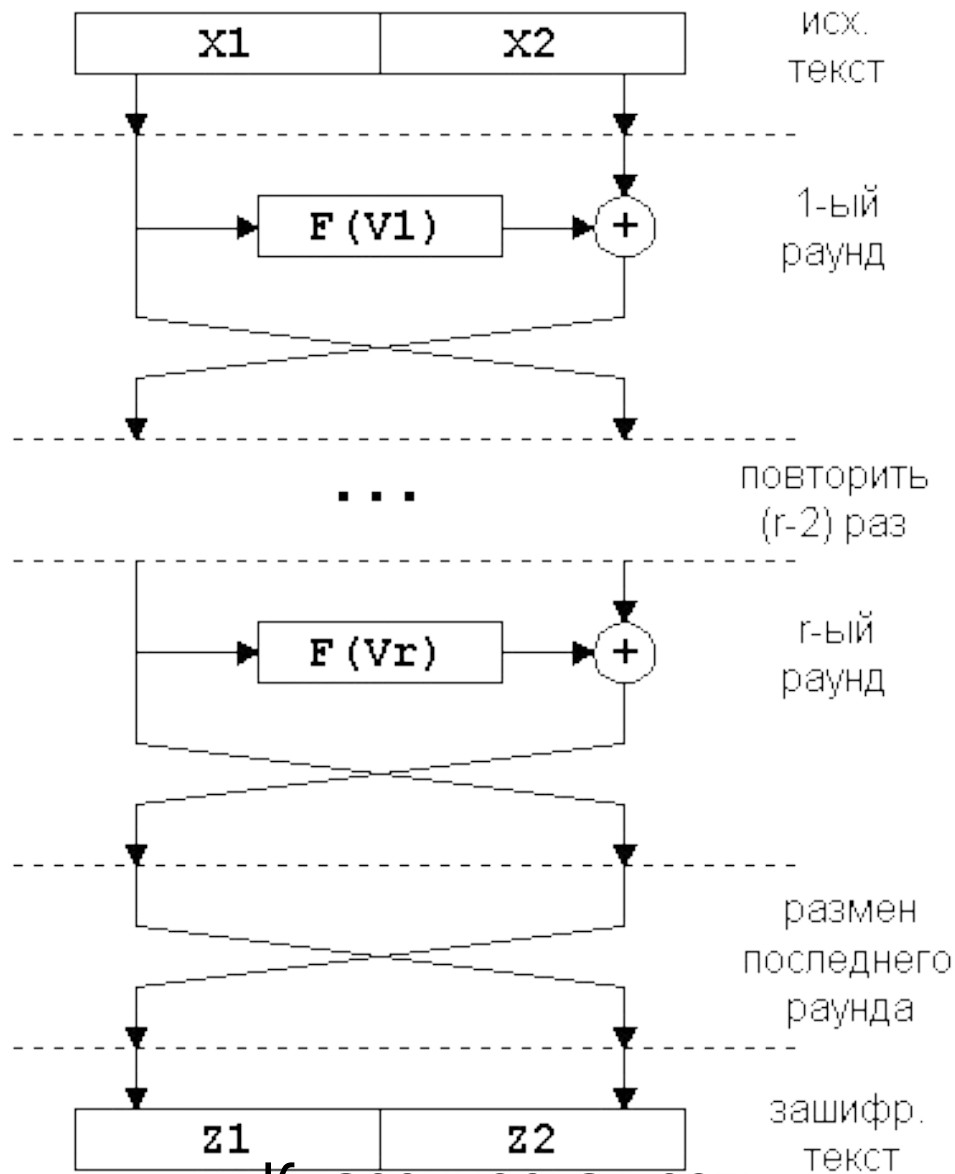 X1 X2
исх.
текст
F(V1)
+
1-ый
раунд
...
повторить
(r-2) раз
F(Vr)
+
r-ый
раунд
размен
последнего
раунда
Z1 Z2
зашифр.
текст